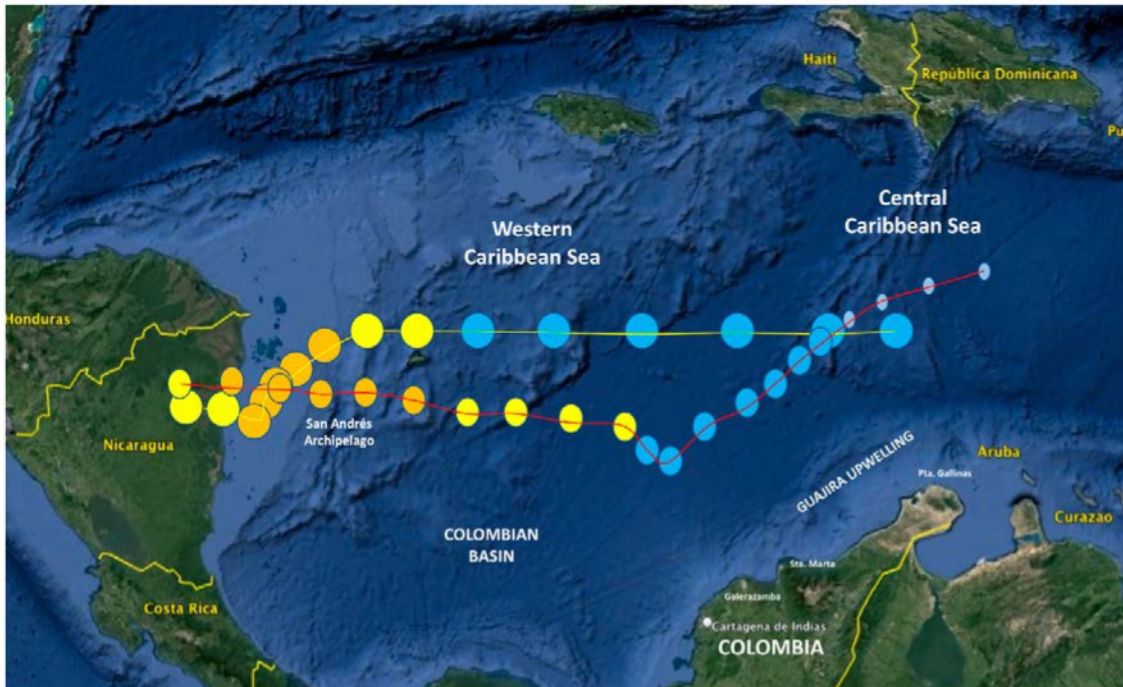 Haití
República Dominicana
Pu
Central
Caribbean Sea
Western
Caribbean Sea
Honduras
San Andrés
Archipelago
Nicaragua
GUAJIRA UPWELLING
Aruba
Pta. Gallinas
Curazao
COLOMBIAN
BASIN
Sta. Marta
Galerazamba
Costa Rica
Cartagena de Indias
COLOMBIA